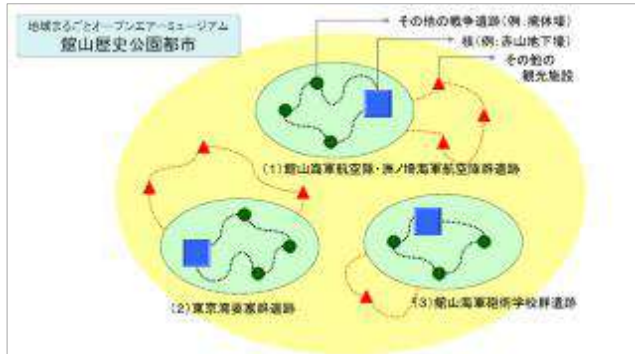 地域まるごとオープンエアーミュージアム
館山歴史公園都市
その他の戦争遺跡(例:掩体壕)
核(例:赤山地下壕)
その他の
観光施設
(1)館山海軍航空隊・洲ノ埼海軍航空隊群遺跡
(2)東京湾要塞群遺跡
(3)館山海軍砲術学校群遺跡